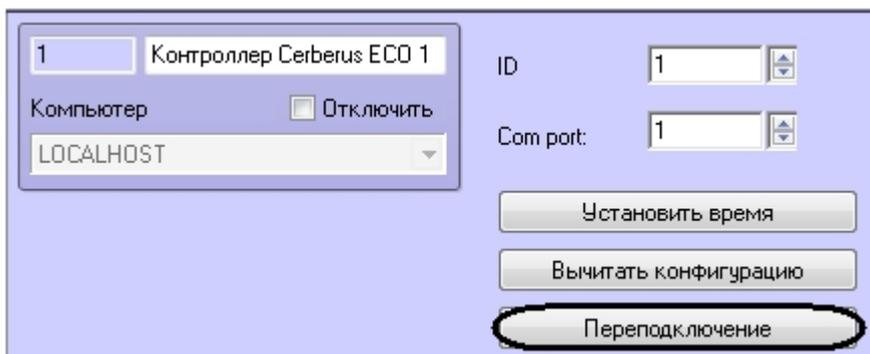 1
Контроллер Cerberus ECO 1
Компьютер
Отключить
LOCALHOST
ID
1
Com port:
1
Установить время
Вычитать конфигурацию
Переподключение